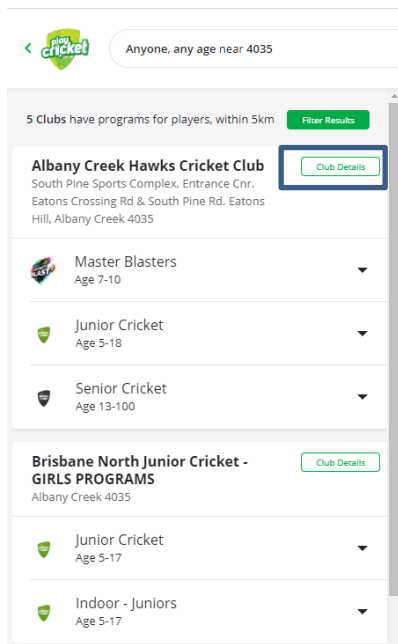 play
cricket
Anyone, any age near 4035
5 Clubs have programs for players, within 5km
Filter Results
Albany Creek Hawks Cricket Club
Club Details
South Pine Sports Complex, Entrance Cnr.
Eatons Crossing Rd & South Pine Rd. Eatons
Hill, Albany Creek 4035
BLAST
Master Blasters
Age 7-10
Junior Cricket
Age 5-18
Senior Cricket
Age 13-100
Brisbane North Junior Cricket -
GIRLS PROGRAMS
Club Details
Albany Creek 4035
Junior Cricket
Age 5-17
Indoor - Juniors
Age 5-17